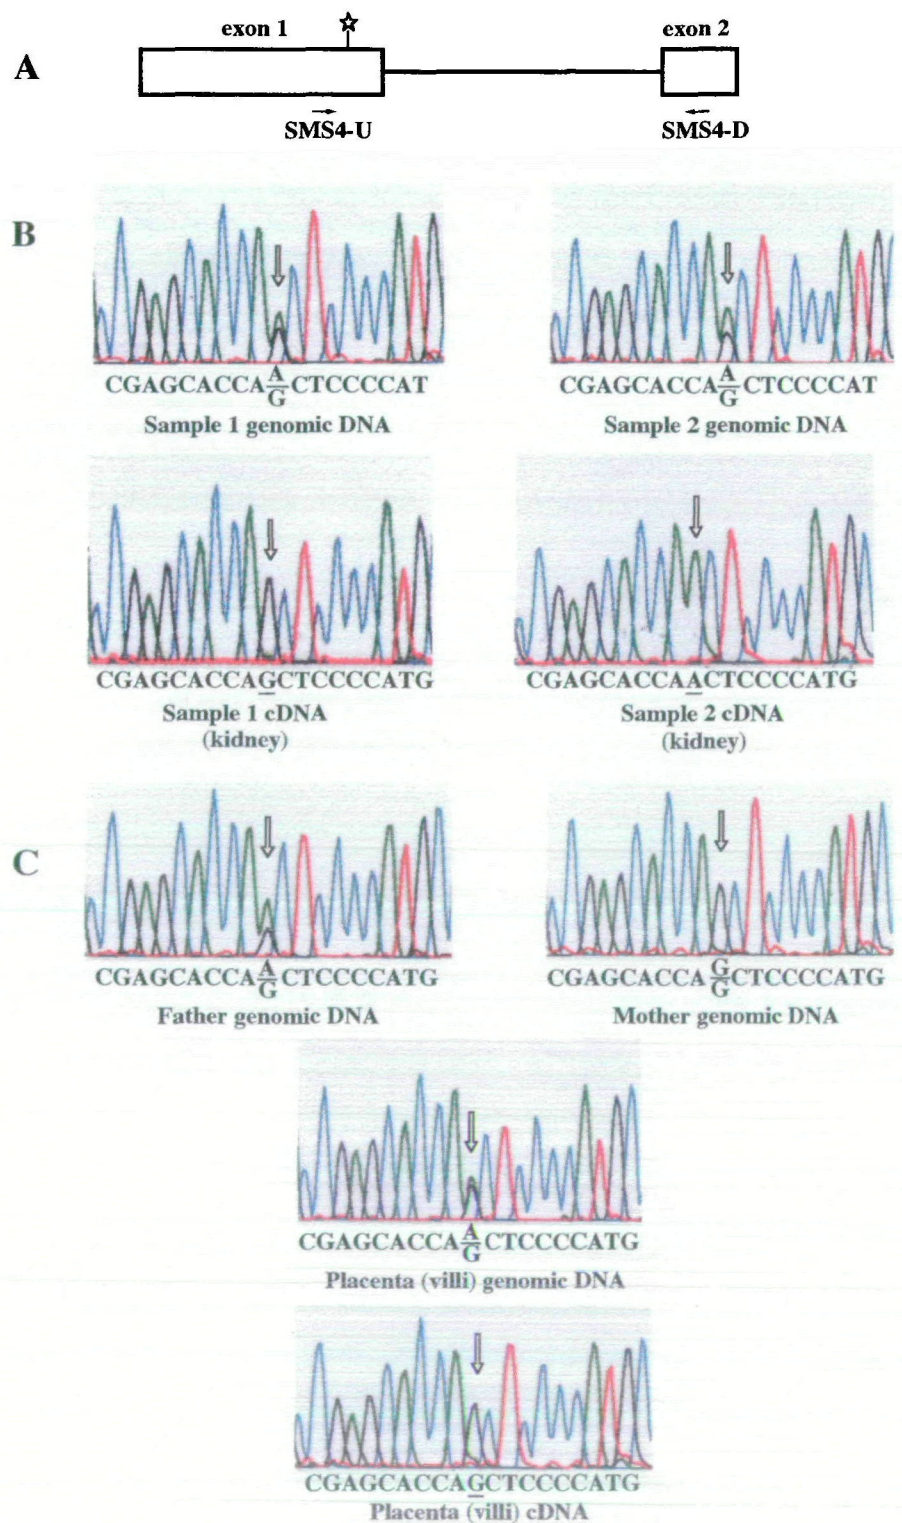 exon 1 exon 2
A
SMS4-U SMS4-D
B
CGAGCACCA A/G CTCCCCAT CGAGCACCA A/G CTCCCCAT
Sample 1 genomic DNA Sample 2 genomic DNA
CGAGCACCAGCTCCCCATG CGAGCACCAACTCCCCATG
Sample 1 cDNA Sample 2 cDNA
(kidney) (kidney)
C
CGAGCACCA A/G CTCCCCATG CGAGCACCA G/G CTCCCCATG
Father genomic DNA Mother genomic DNA
CGAGCACCA A/G CTCCCCATG
Placenta (villi) genomic DNA
CGAGCACCAGCTCCCCATG
Placenta (villi) cDNA